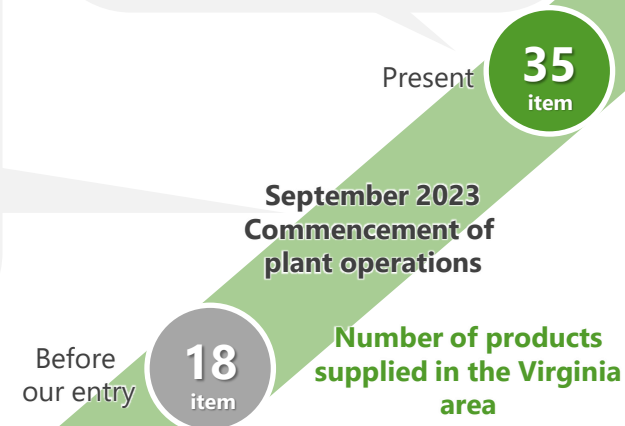 Present
35
item
September 2023
Commencement of
plant operations
Before
our entry
18
item
Number of products
supplied in the Virginia
area